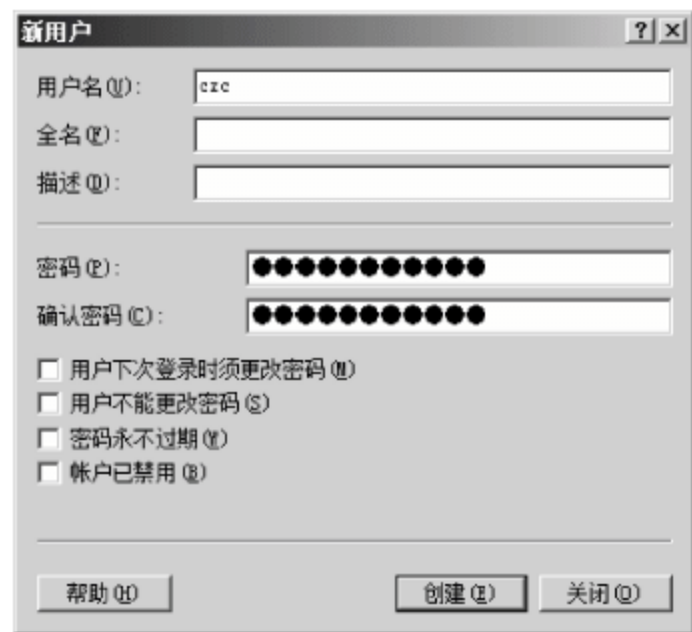 新用户
用户名(U):
czc
全名(F):
描述(D):
密码(P):
●●●●●●●●●●●
确认密码(C):
●●●●●●●●●●●
用户下次登录时须更改密码(M)
用户不能更改密码(S)
密码永不过期(W)
帐户已禁用(B)
帮助(H)
创建(E)
关闭(O)